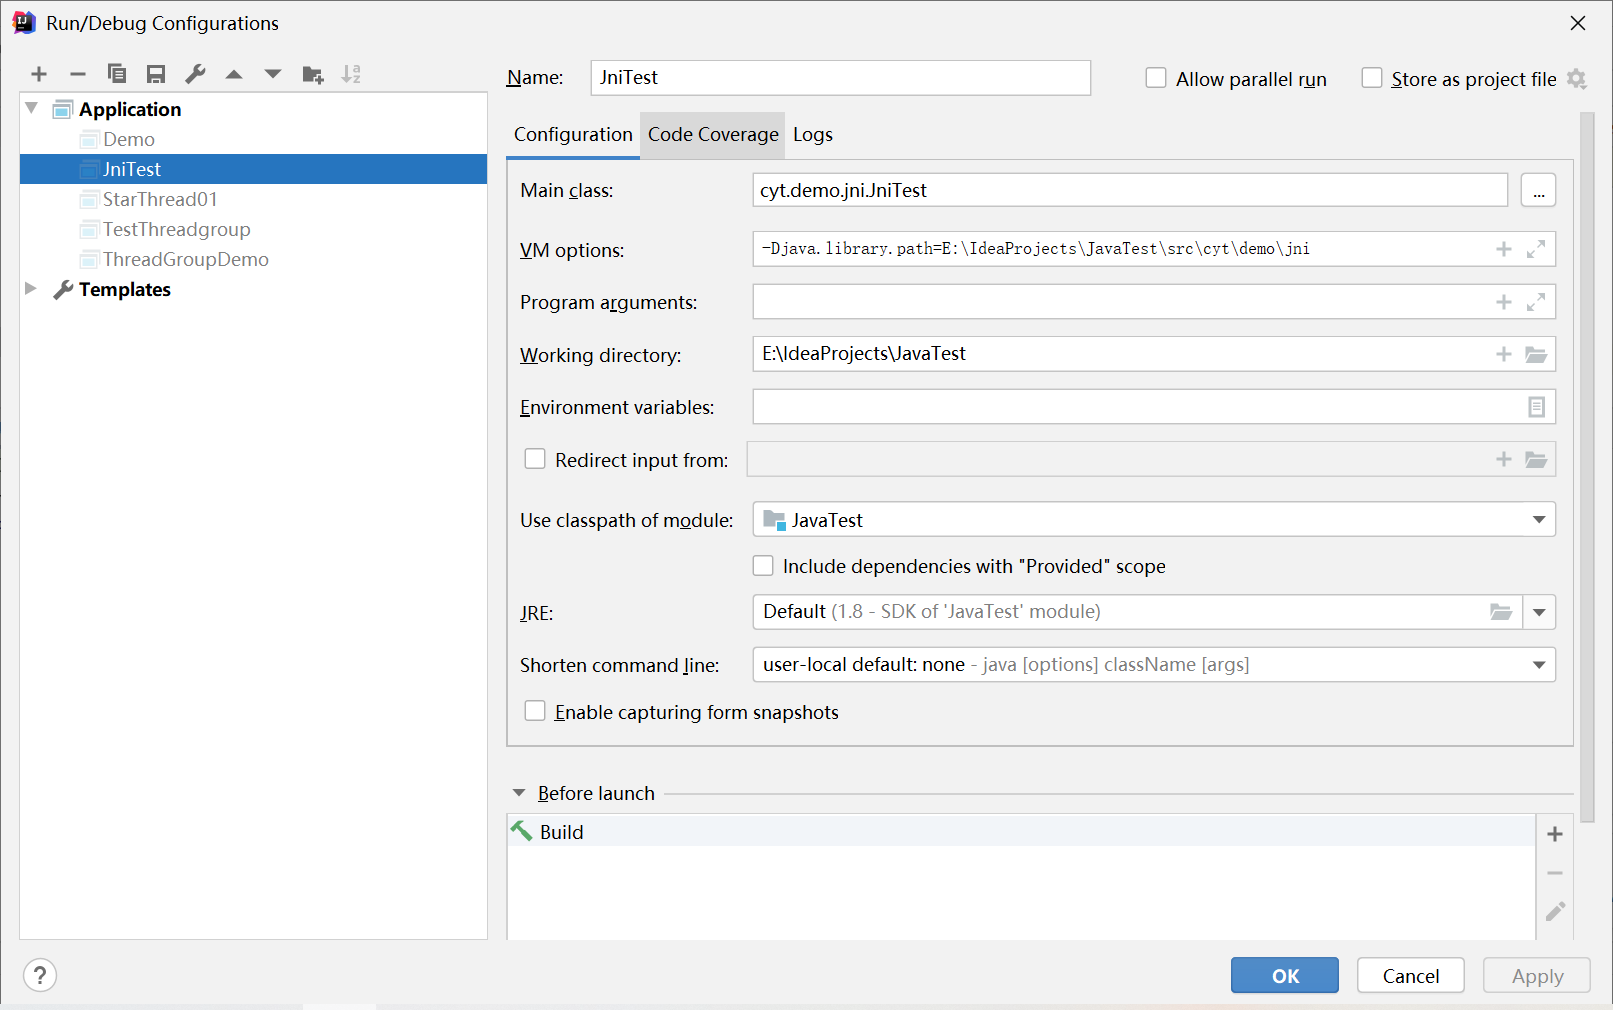 Run/Debug Configurations
Name: JniTest
Allow parallel run
Store as project file
Application
Demo
JniTest
StarThread01
TestThreadgroup
ThreadGroupDemo
Templates
Configuration Code Coverage Logs
Main class: cyt.demo.jni.JniTest ...
VM options: -Djava.library.path=E:\IdeaProjects\JavaTest\src\cyt\demo\jni
Program arguments:
Working directory: E:\IdeaProjects\JavaTest
Environment variables:
Redirect input from:
Use classpath of module: JavaTest
Include dependencies with "Provided" scope
JRE: Default (1.8 - SDK of 'JavaTest' module)
Shorten command line: user-local default: none - java [options] className [args]
Enable capturing form snapshots
Before launch
Build
? OK Cancel Apply